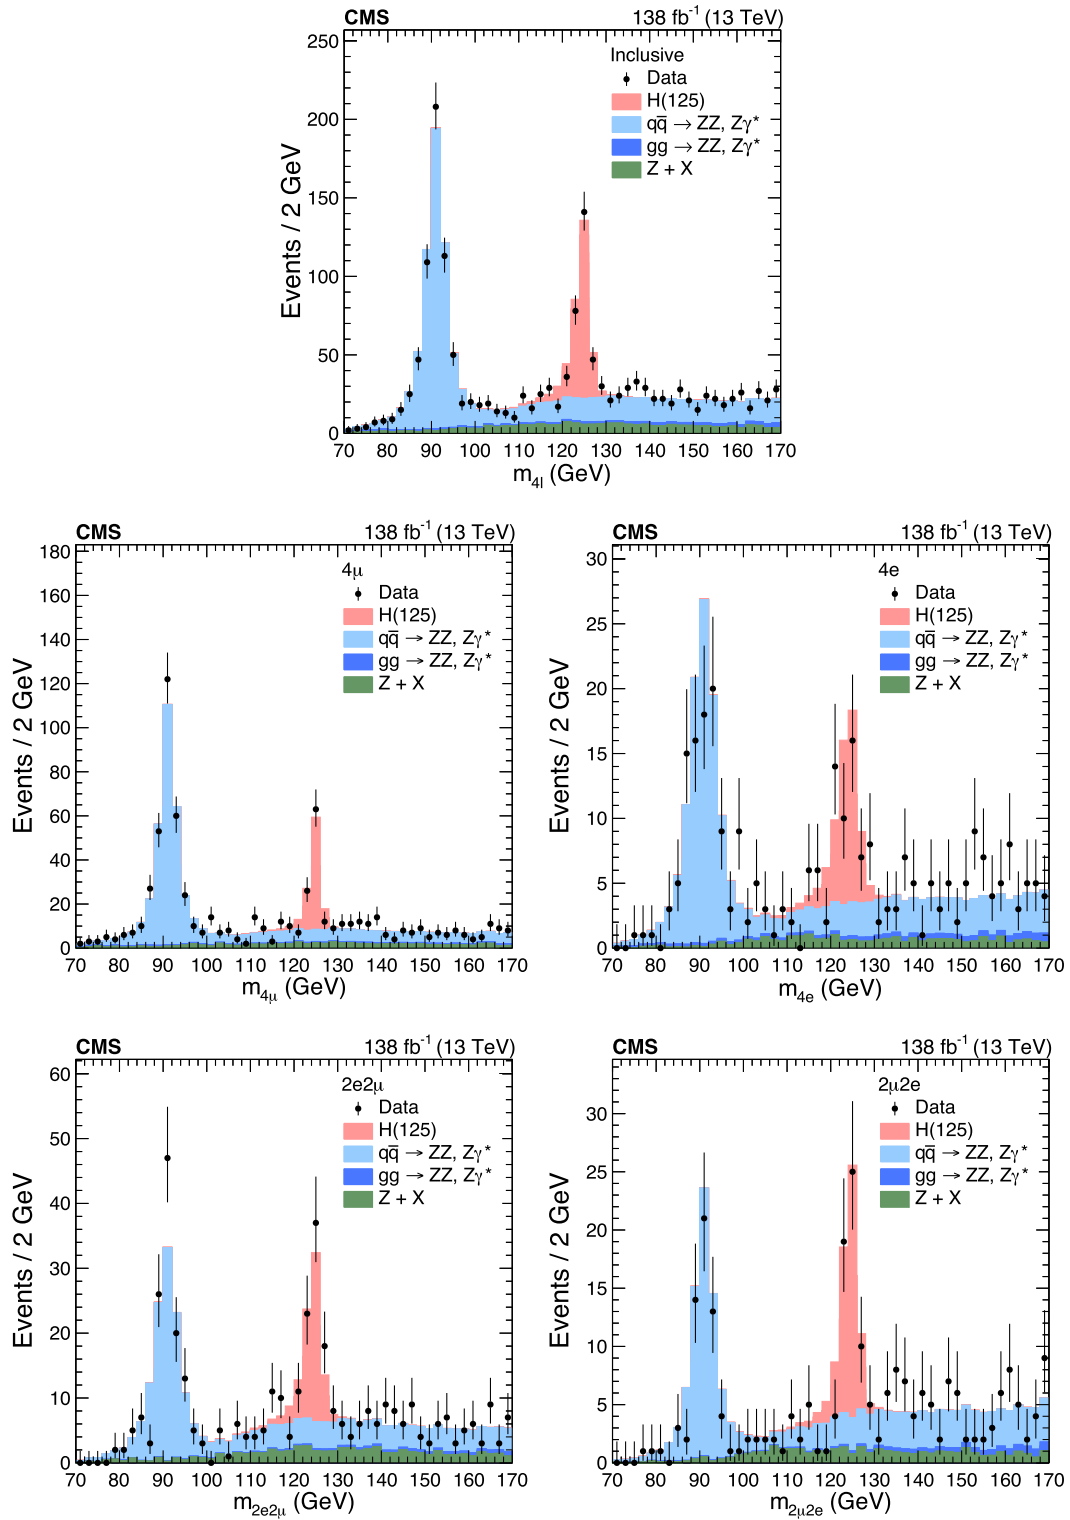 CMS 138 fb⁻¹ (13 TeV)
Events / 2 GeV
250
200
150
100
50
0
Inclusive
Data
H(125)
qq̄ → ZZ, Zγ*
gg → ZZ, Zγ*
Z + X
70 80 90 100 110 120 130 140 150 160 170
m4l (GeV)
CMS 138 fb⁻¹ (13 TeV)
Events / 2 GeV
180
160
140
120
100
80
60
40
20
0
4μ
Data
H(125)
qq̄ → ZZ, Zγ*
gg → ZZ, Zγ*
Z + X
70 80 90 100 110 120 130 140 150 160 170
m4μ (GeV)
CMS 138 fb⁻¹ (13 TeV)
Events / 2 GeV
30
25
20
15
10
5
0
4e
Data
H(125)
qq̄ → ZZ, Zγ*
gg → ZZ, Zγ*
Z + X
70 80 90 100 110 120 130 140 150 160 170
m4e (GeV)
CMS 138 fb⁻¹ (13 TeV)
Events / 2 GeV
60
50
40
30
20
10
0
2e2μ
Data
H(125)
qq̄ → ZZ, Zγ*
gg → ZZ, Zγ*
Z + X
70 80 90 100 110 120 130 140 150 160 170
m2e2μ (GeV)
CMS 138 fb⁻¹ (13 TeV)
Events / 2 GeV
30
25
20
15
10
5
0
2μ2e
Data
H(125)
qq̄ → ZZ, Zγ*
gg → ZZ, Zγ*
Z + X
70 80 90 100 110 120 130 140 150 160 170
m2μ2e (GeV)